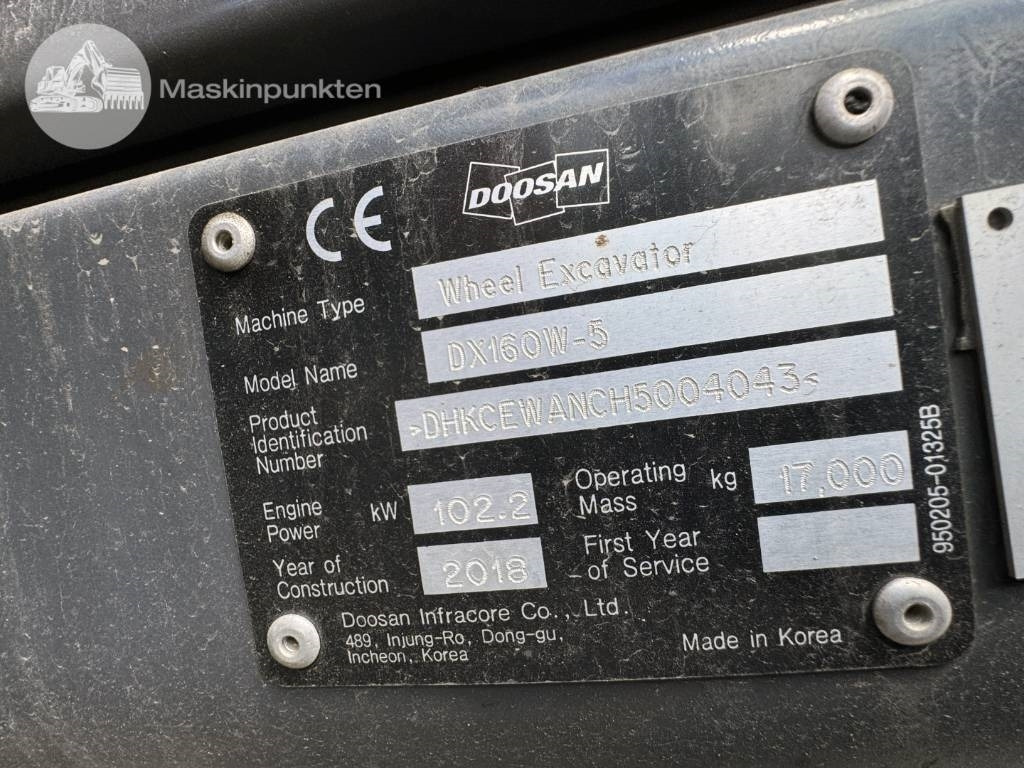 Maskinpunkten
CE
DOOSAN
Machine Type Wheel Excavator
Model Name DX160W-5
Product
Identification
Number
>DHKCEWANCH5004043s
Engine
Power
kW 102.2
Operating
Mass
kg 17,000
Year of
Construction
2018
First Year
of Service
Doosan Infracore Co., Ltd.
489, Injung-Ro, Dong-gu,
Incheon, Korea
Made in Korea
950205-01325B